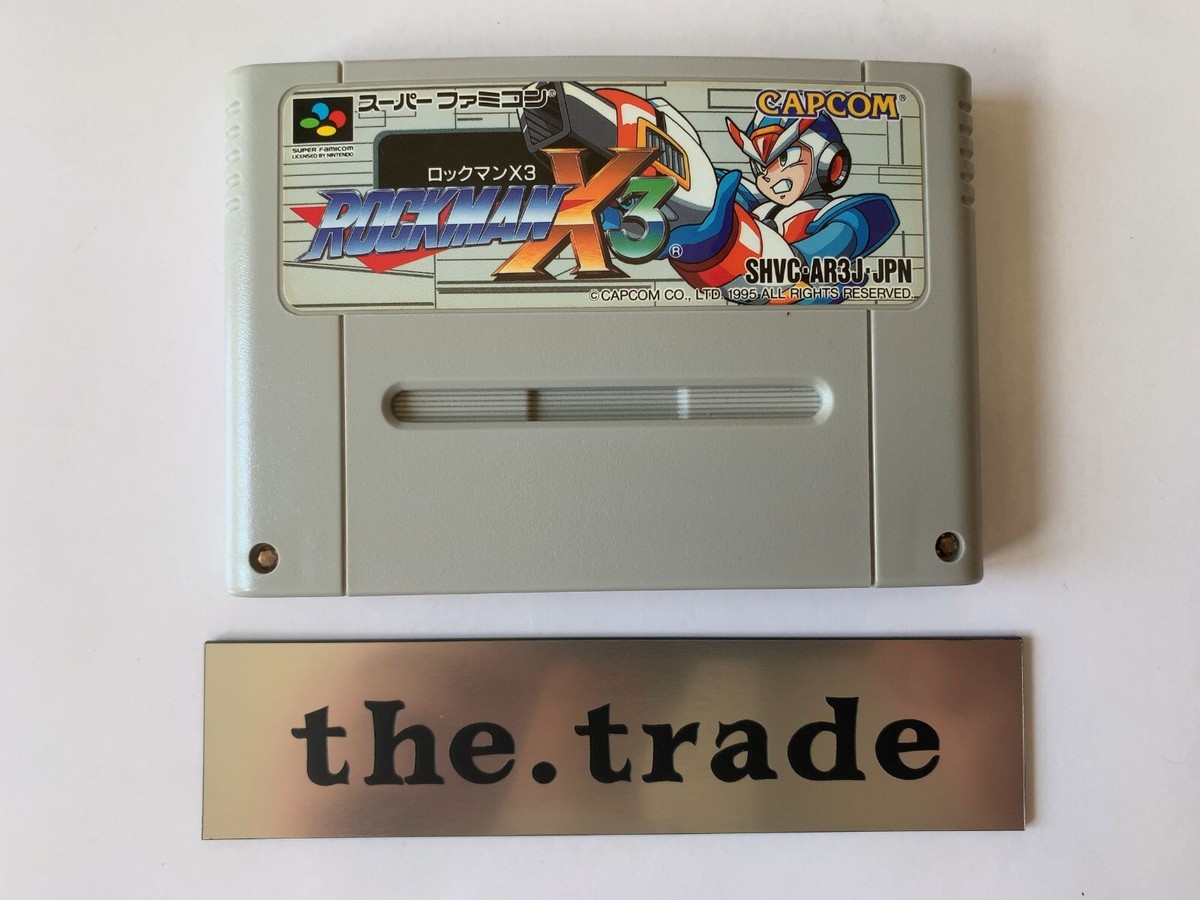 スーパーファミコン®
CAPCOM®
SUPER FAMICOM
LICENSED BY NINTENDO
ロックマンX3
ROCKMAN X3®
SHVC-AR3J-JPN
© CAPCOM CO., LTD. 1995 ALL RIGHTS RESERVED.
the.trade